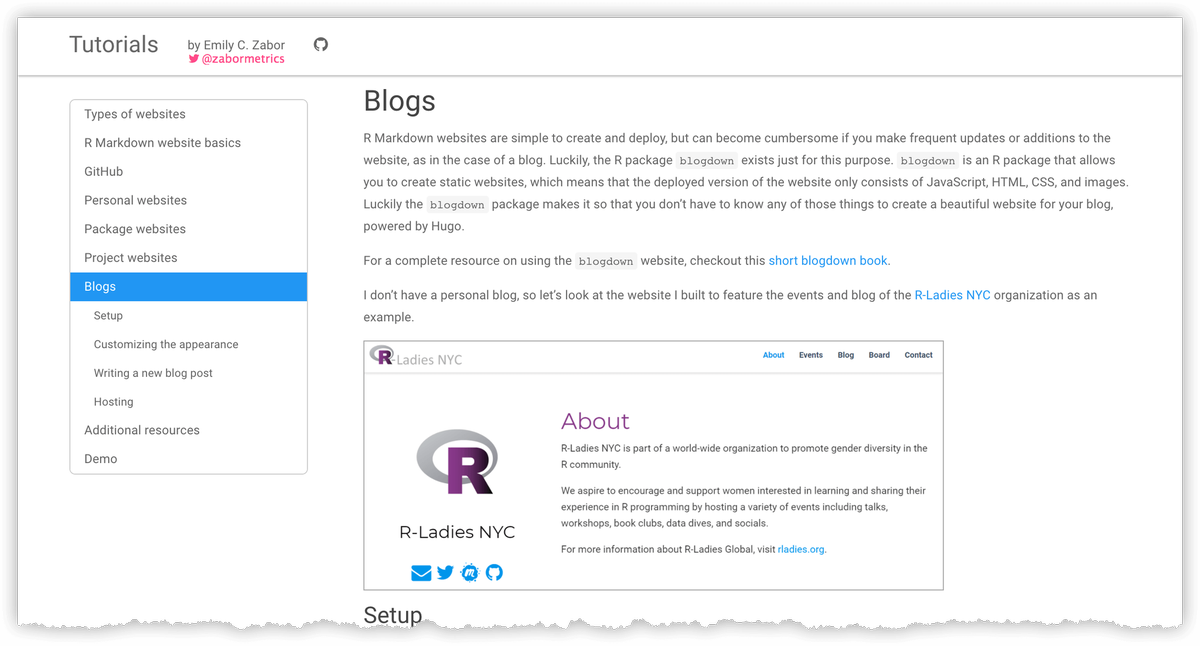 Tutorials
by Emily C. Zabor
@zabormetrics
Types of websites
R Markdown website basics
GitHub
Personal websites
Package websites
Project websites
Blogs
Setup
Customizing the appearance
Writing a new blog post
Hosting
Additional resources
Demo
Blogs
R Markdown websites are simple to create and deploy, but can become cumbersome if you make frequent updates or additions to the
website, as in the case of a blog. Luckily, the R package blogdown exists just for this purpose. blogdown is an R package that allows
you to create static websites, which means that the deployed version of the website only consists of JavaScript, HTML, CSS, and images.
Luckily the blogdown package makes it so that you don't have to know any of those things to create a beautiful website for your blog,
powered by Hugo.
For a complete resource on using the blogdown website, checkout this short blogdown book.
I don't have a personal blog, so let's look at the website I built to feature the events and blog of the R-Ladies NYC organization as an
example.
R-Ladies NYC
About Events Blog Board Contact
R
R-Ladies NYC
About
R-Ladies NYC is part of a world-wide organization to promote gender diversity in the
R community.
We aspire to encourage and support women interested in learning and sharing their
experience in R programming by hosting a variety of events including talks,
workshops, book clubs, data dives, and socials.
For more information about R-Ladies Global, visit rladies.org.
Setup